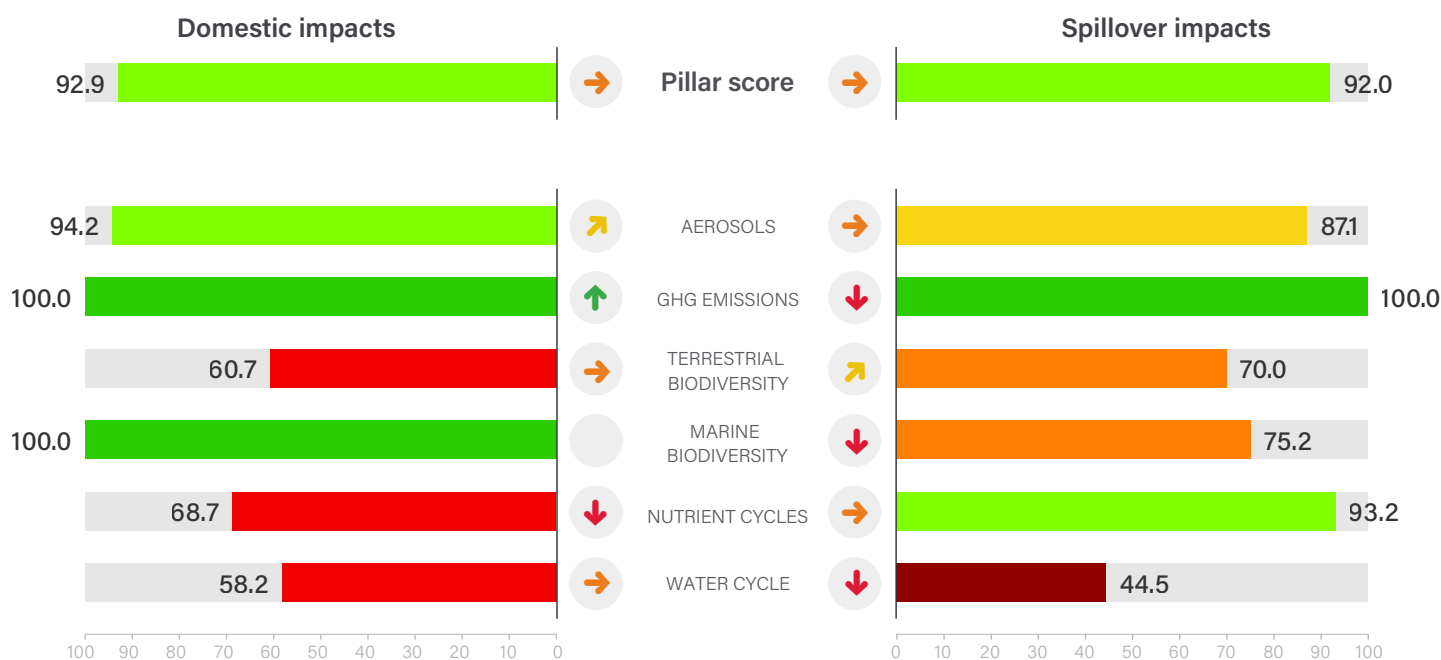 Domestic impacts
Spillover impacts
92.9
Pillar score
92.0
94.2
AEROSOLS
87.1
100.0
GHG EMISSIONS
100.0
60.7
TERRESTRIAL
BIODIVERSITY
70.0
100.0
MARINE
BIODIVERSITY
75.2
68.7
NUTRIENT CYCLES
93.2
58.2
WATER CYCLE
44.5
100 90 80 70 60 50 40 30 20 10 0
0 10 20 30 40 50 60 70 80 90 100